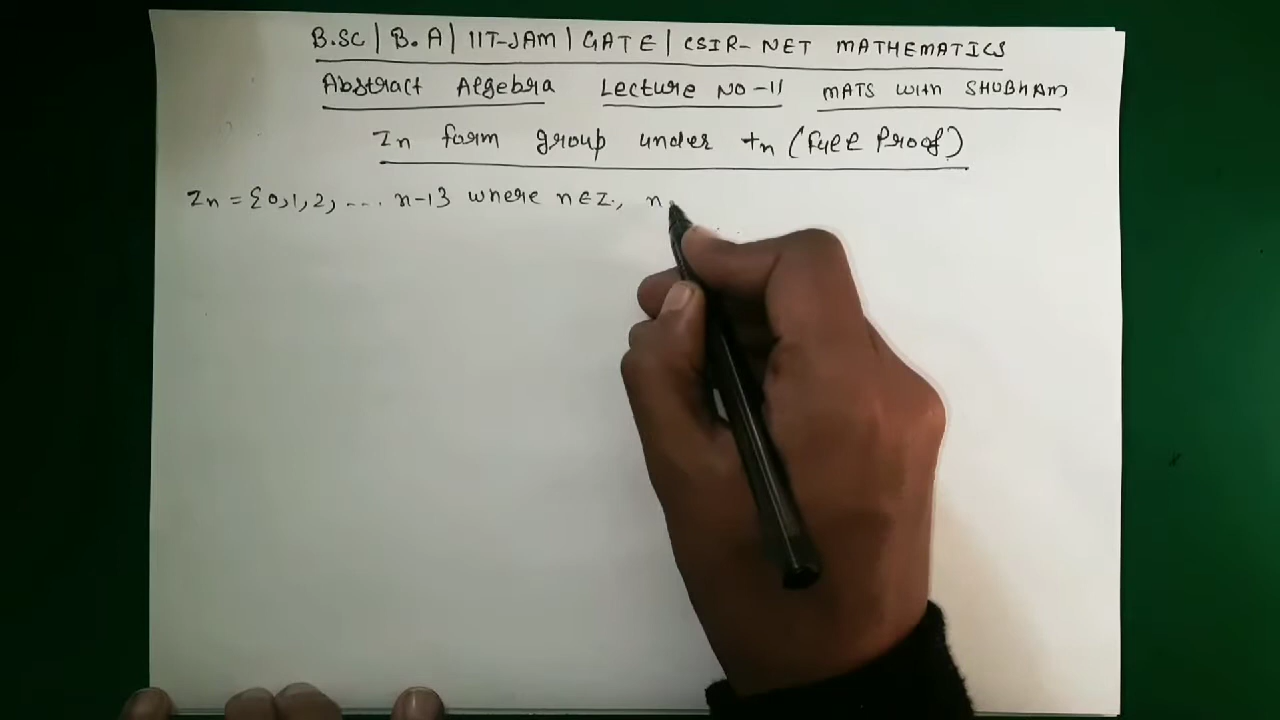 B.SC | B.A | IIT-JAM | GATE | CSIR-NET MATHEMATICS
Abstract Algebra Lecture NO-11 MATS with SHUBHAM
Zn form group under +n (Full Proof)
Zn = {0,1,2, .... n-1} where n∈Z, n